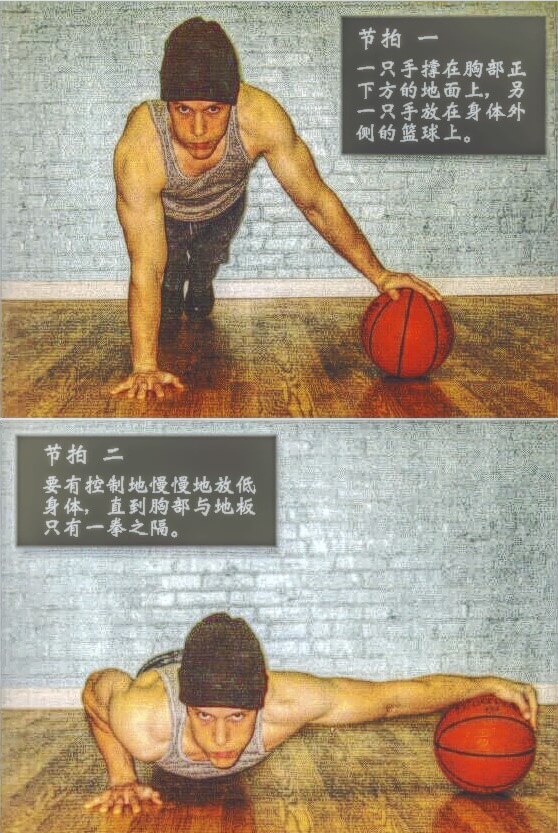 节拍 一
一只手撑在胸部正
下方的地面上，另
一只手放在身体外
侧的篮球上。
节拍 二
要有控制地慢慢地放低
身体，直到胸部与地板
只有一拳之隔。